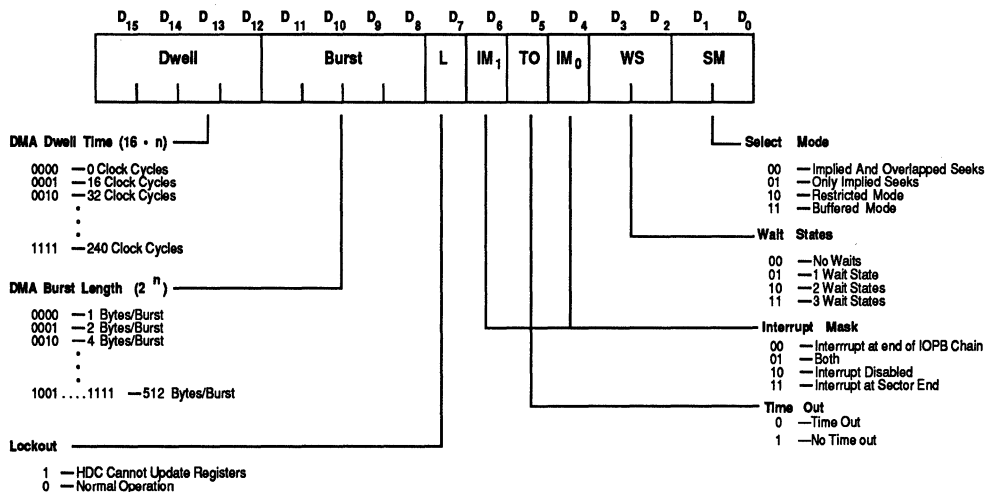 D15 D14 D13 D12 D11 D10 D9 D8 D7 D6 D5 D4 D3 D2 D1 D0
Dwell Burst L IM1 TO IM0 WS SM
DMA Dwell Time (16 • n)
0000 — 0 Clock Cycles
0001 — 16 Clock Cycles
0010 — 32 Clock Cycles
1111 — 240 Clock Cycles
DMA Burst Length (2 n)
0000 — 1 Bytes/Burst
0001 — 2 Bytes/Burst
0010 — 4 Bytes/Burst
1001 .... 1111 — 512 Bytes/Burst
Lockout
1 — HDC Cannot Update Registers
0 — Normal Operation
Select Mode
00 — Implied And Overlapped Seeks
01 — Only Implied Seeks
10 — Restricted Mode
11 — Buffered Mode
Wait States
00 — No Waits
01 — 1 Wait State
10 — 2 Wait States
11 — 3 Wait States
Interrupt Mask
00 — Interrrupt at end of IOPB Chain
01 — Both
10 — Interrupt Disabled
11 — Interrupt at Sector End
Time Out
0 — Time Out
1 — No Time out